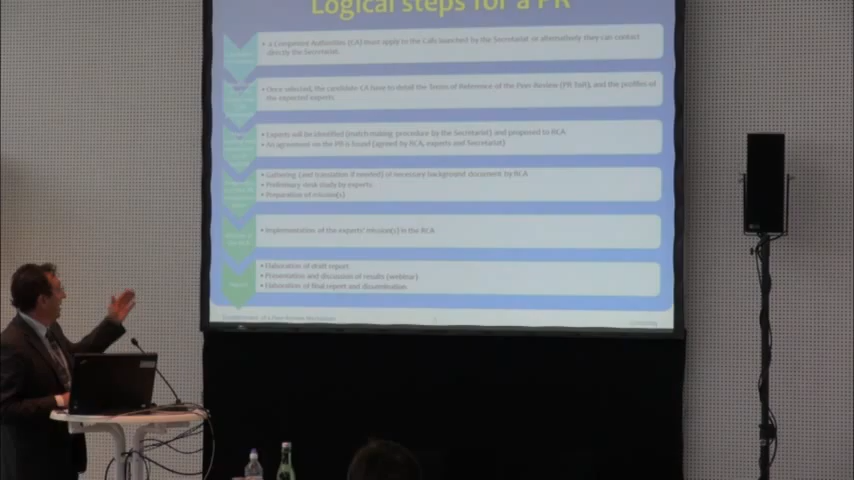 Logical steps for a PR
• a Competent Authorities (CA) must apply to the Calls launched by the Secretariat or alternatively they can contact
directly the Secretariat.
• Once selected, the candidate CA have to detail the Terms of Reference of the Peer-Review (PR ToR), and the profiles of
the expected experts
• Experts will be identified (match making procedure by the Secretariat) and proposed to RCA
• An agreement on the PR is found (agreed by RCA, experts and Secretariat)
• Gathering (and translation if needed) of necessary background document by RCA
• Preliminary desk study by experts
• Preparation of mission(s)
• Implementation of the experts' mission(s) in the RCA
• Elaboration of draft report
• Presentation and discussion of results (webinar)
• Elaboration of final report and dissemination